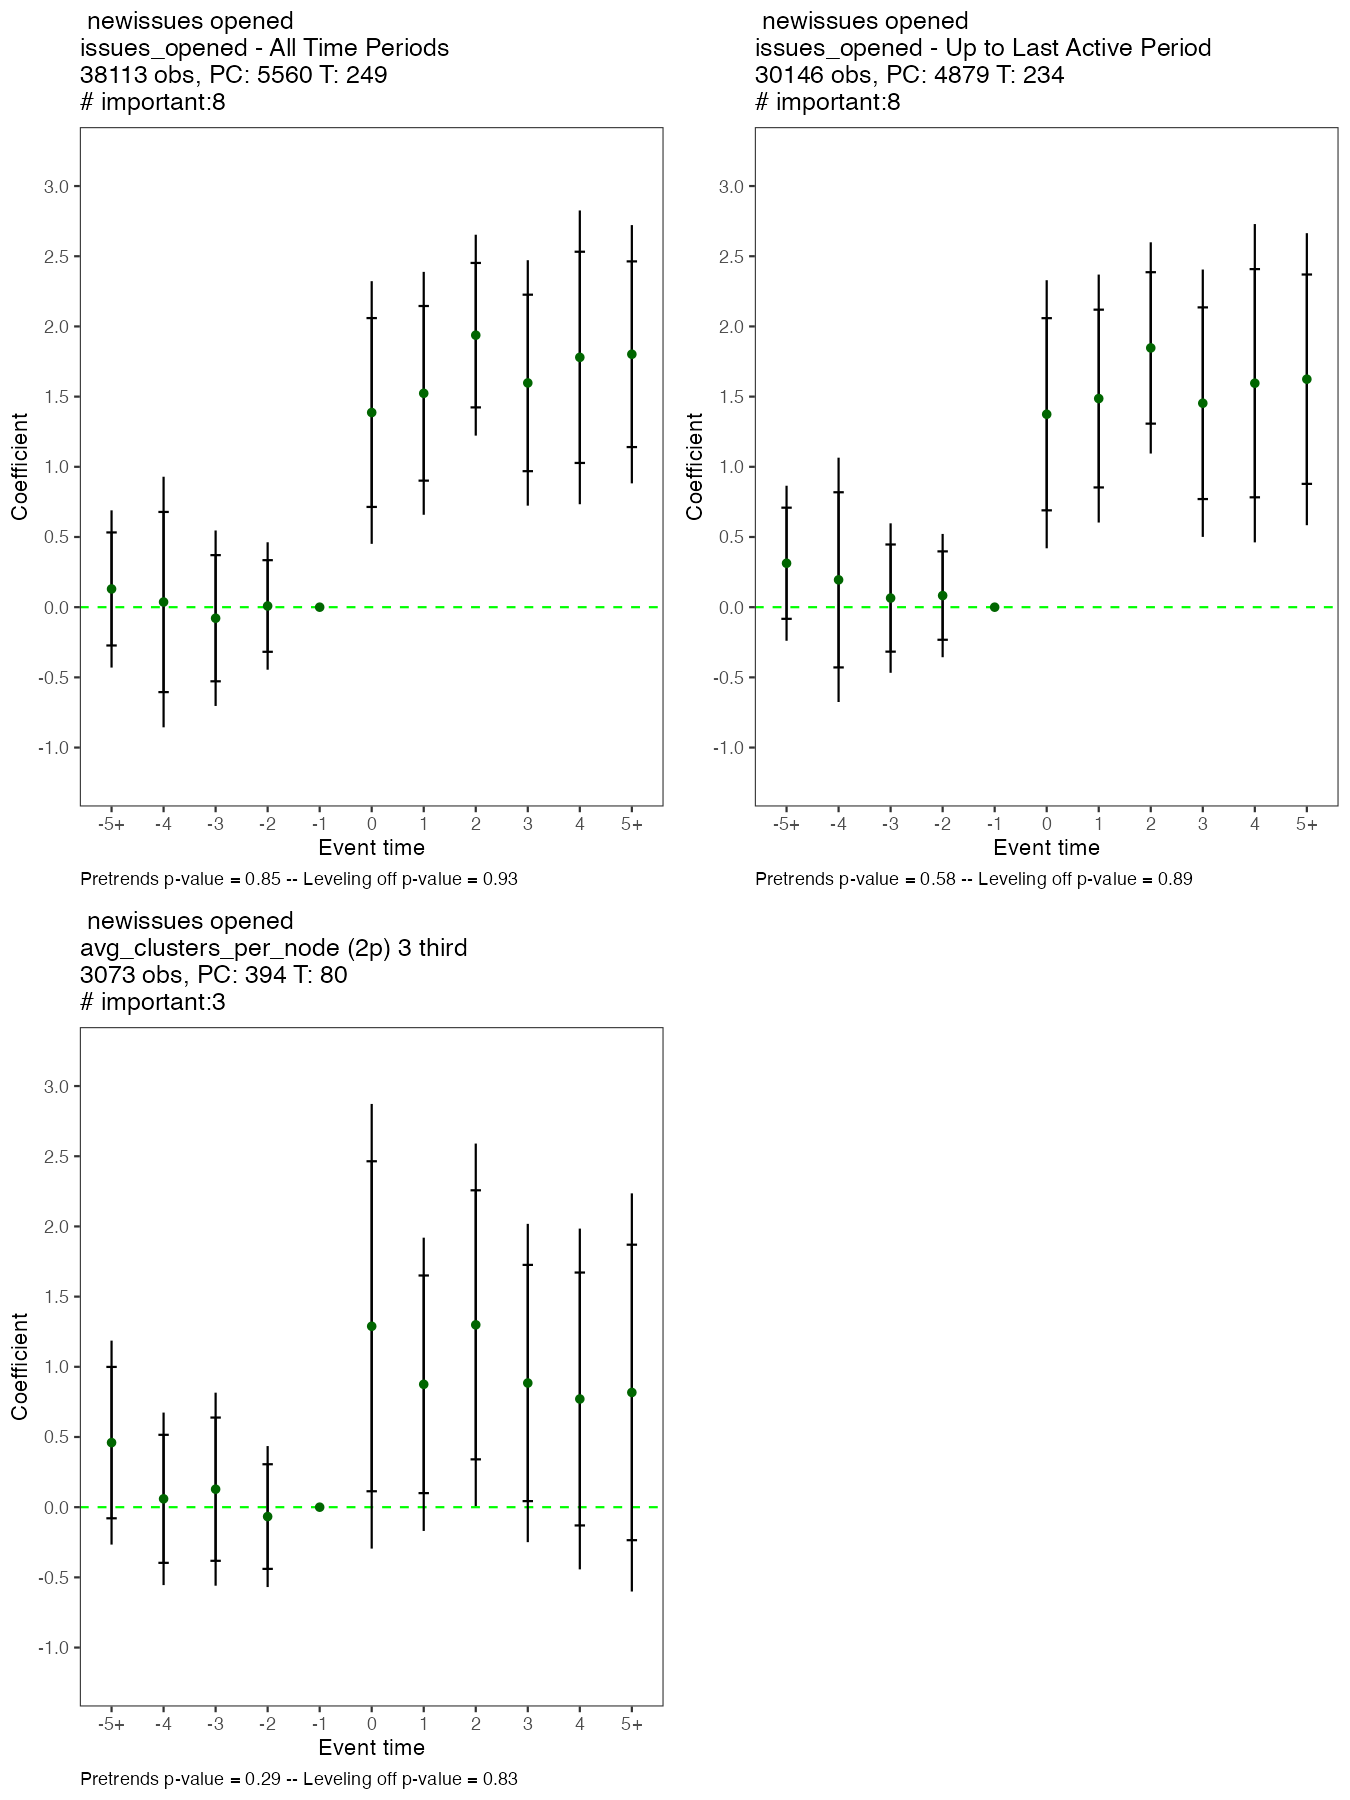 newissues opened
issues_opened - All Time Periods
38113 obs, PC: 5560 T: 249
# important:8
3.0
2.5
2.0
1.5
1.0
0.5
0.0
-0.5
-1.0
Coefficient
-5+ -4 -3 -2 -1 0 1 2 3 4 5+
Event time
Pretrends p-value = 0.85 -- Leveling off p-value = 0.93
newissues opened
issues_opened - Up to Last Active Period
30146 obs, PC: 4879 T: 234
# important:8
3.0
2.5
2.0
1.5
1.0
0.5
0.0
-0.5
-1.0
Coefficient
-5+ -4 -3 -2 -1 0 1 2 3 4 5+
Event time
Pretrends p-value = 0.58 -- Leveling off p-value = 0.89
newissues opened
avg_clusters_per_node (2p) 3 third
3073 obs, PC: 394 T: 80
# important:3
3.0
2.5
2.0
1.5
1.0
0.5
0.0
-0.5
-1.0
Coefficient
-5+ -4 -3 -2 -1 0 1 2 3 4 5+
Event time
Pretrends p-value = 0.29 -- Leveling off p-value = 0.83